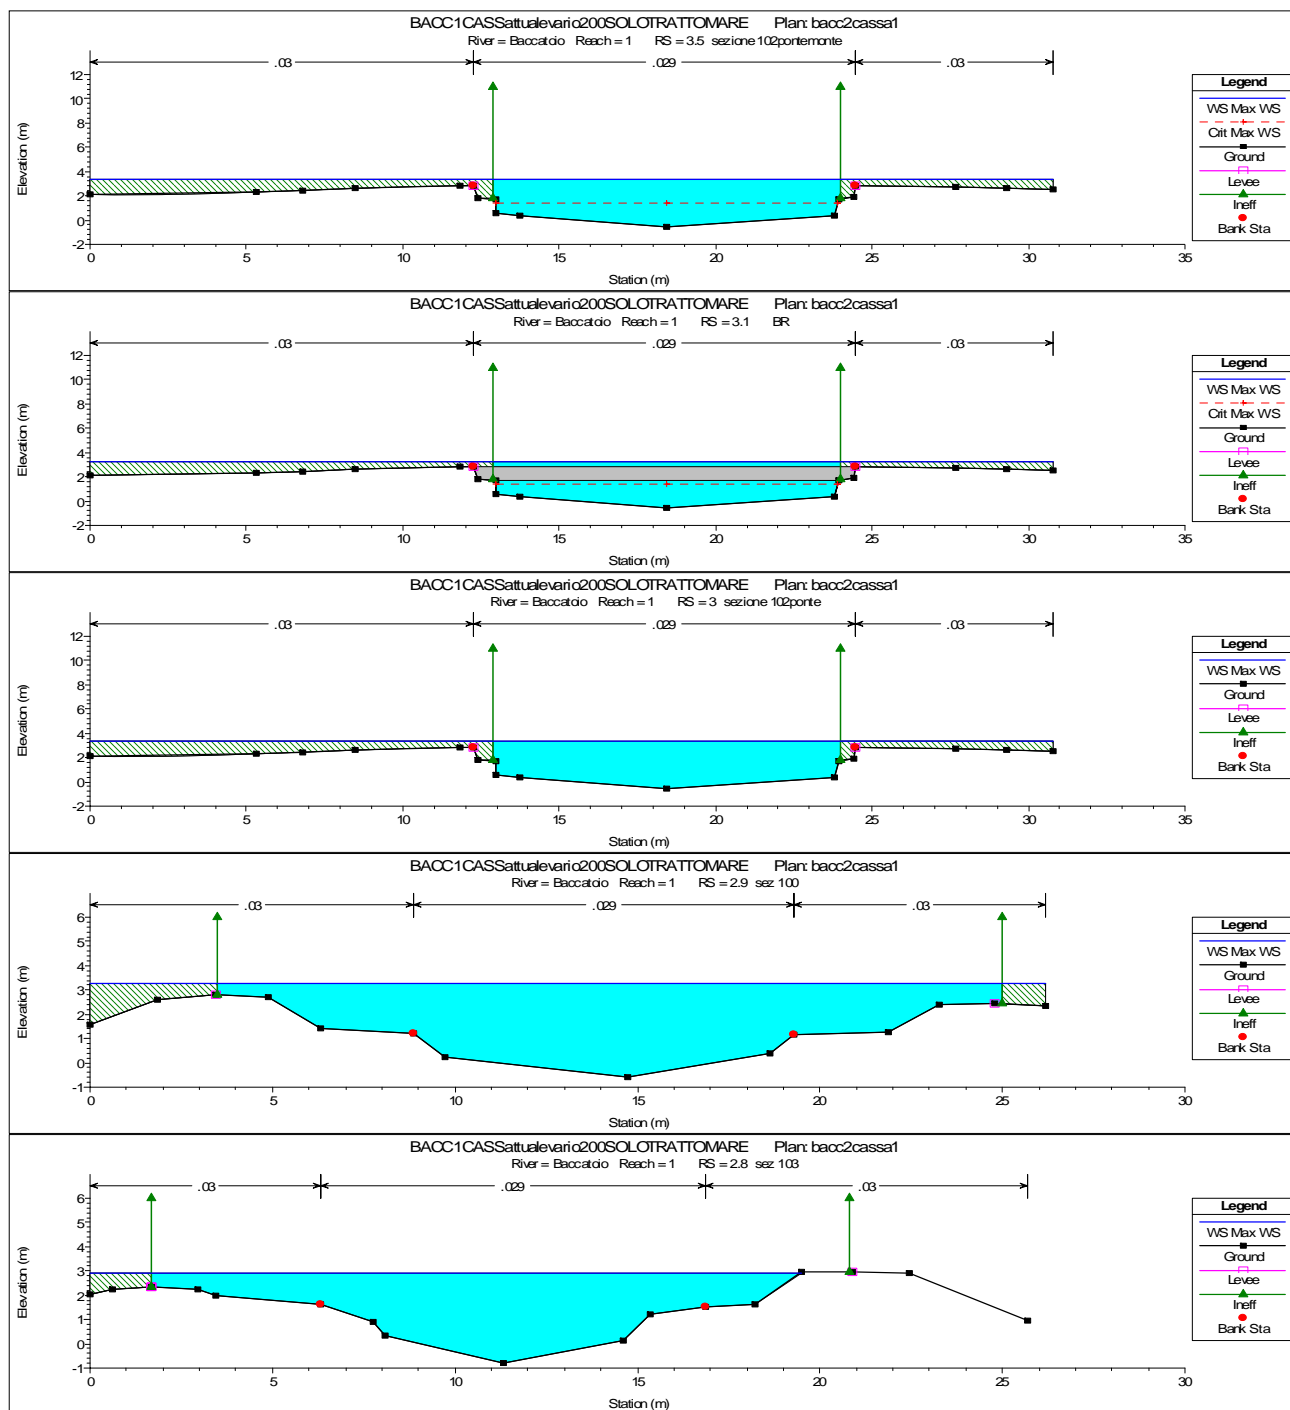 BACC1CASSattualevario200SOLOTRATTOMARE Plan: bacc2cassa1
River = Baccatoio Reach = 1 RS = 3.5 sezione 102pontemonte
.03 .029 .03
12
10
8
6
4
2
0
-2
Elevation (m)
0 5 10 15 20 25 30 35
Station (m)
Legend
WS Max WS
Crit Max WS
Ground
Levee
Ineff
Bank Sta
BACC1CASSattualevario200SOLOTRATTOMARE Plan: bacc2cassa1
River = Baccatoio Reach = 1 RS = 3.1 BR
.03 .029 .03
12
10
8
6
4
2
0
-2
Elevation (m)
0 5 10 15 20 25 30 35
Station (m)
Legend
WS Max WS
Crit Max WS
Ground
Levee
Ineff
Bank Sta
BACC1CASSattualevario200SOLOTRATTOMARE Plan: bacc2cassa1
River = Baccatoio Reach = 1 RS = 3 sezione 102ponte
.03 .029 .03
12
10
8
6
4
2
0
-2
Elevation (m)
0 5 10 15 20 25 30 35
Station (m)
Legend
WS Max WS
Ground
Levee
Ineff
Bank Sta
BACC1CASSattualevario200SOLOTRATTOMARE Plan: bacc2cassa1
River = Baccatoio Reach = 1 RS = 2.9 sez 100
.03 .029 .03
6
5
4
3
2
1
0
-1
Elevation (m)
0 5 10 15 20 25 30
Station (m)
Legend
WS Max WS
Ground
Levee
Ineff
Bank Sta
BACC1CASSattualevario200SOLOTRATTOMARE Plan: bacc2cassa1
River = Baccatoio Reach = 1 RS = 2.8 sez 103
.03 .029 .03
6
5
4
3
2
1
0
-1
Elevation (m)
0 5 10 15 20 25 30
Station (m)
Legend
WS Max WS
Ground
Levee
Ineff
Bank Sta